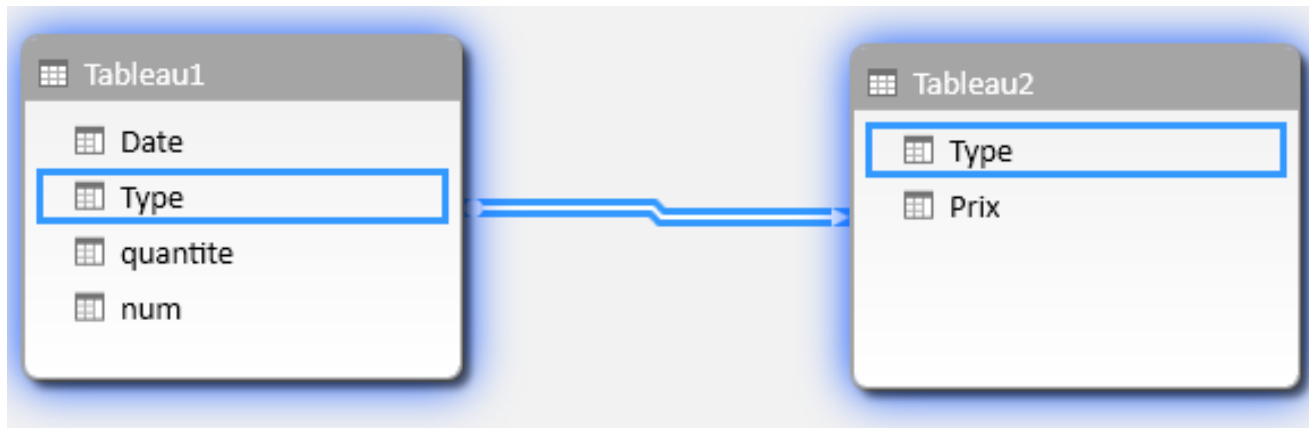 Tableau1
Date
Type
quantite
num
Tableau2
Type
Prix